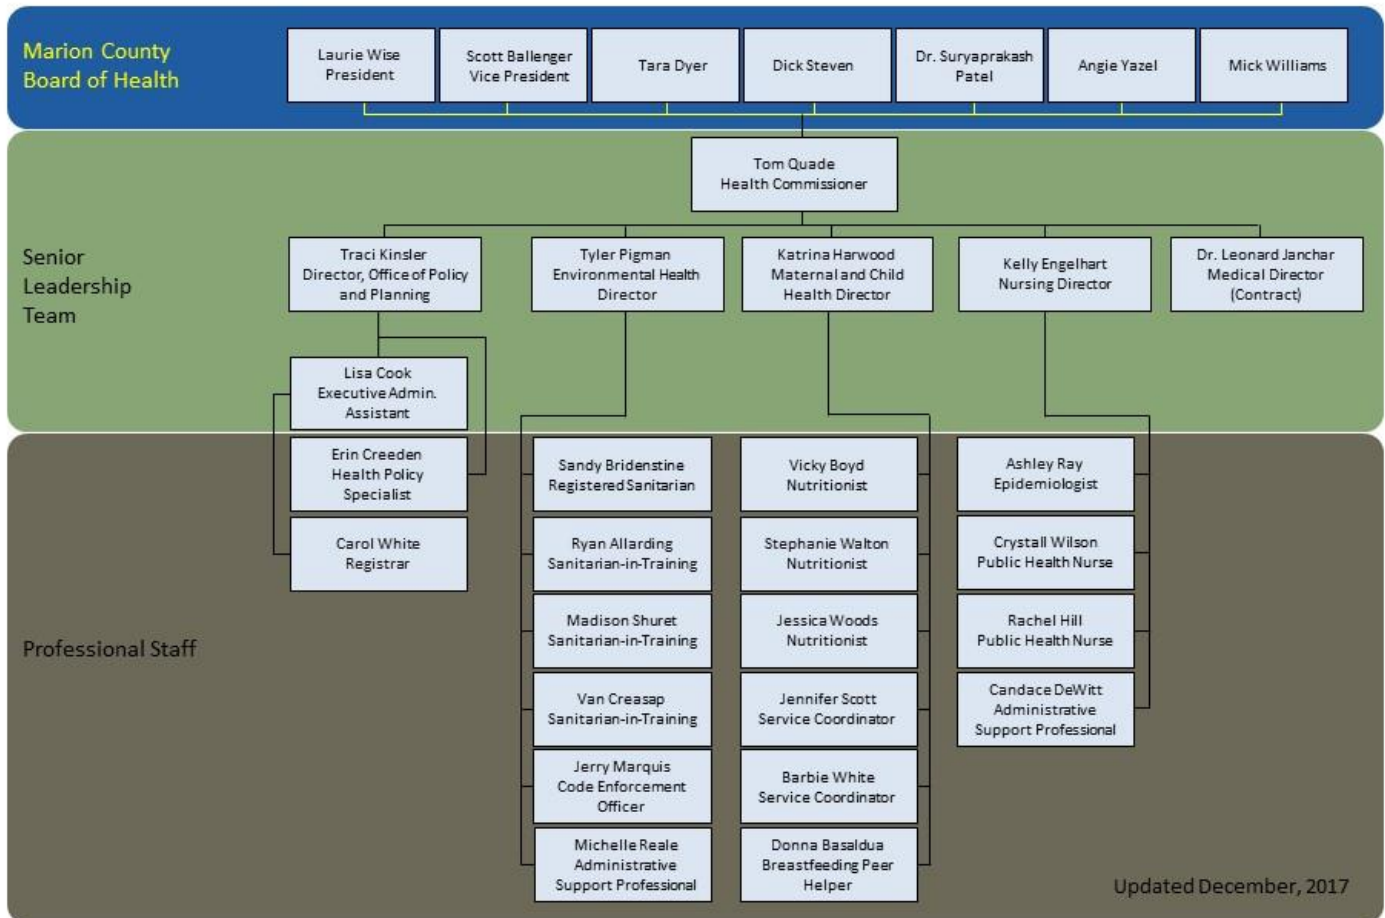 Marion County
Board of Health
Laurie Wise
President
Scott Ballenger
Vice President
Tara Dyer
Dick Steven
Dr. Suryaprakash
Patel
Angie Yazel
Mick Williams
Tom Quade
Health Commissioner
Senior
Leadership
Team
Traci Kinsler
Director, Office of Policy
and Planning
Tyler Pigman
Environmental Health
Director
Katrina Harwood
Maternal and Child
Health Director
Kelly Engelhart
Nursing Director
Dr. Leonard Janchar
Medical Director
(Contract)
Lisa Cook
Executive Admin.
Assistant
Professional Staff
Erin Creeden
Health Policy
Specialist
Carol White
Registrar
Sandy Bridenstine
Registered Sanitarian
Ryan Allarding
Sanitarian-in-Training
Madison Shuret
Sanitarian-in-Training
Van Creasap
Sanitarian-in-Training
Jerry Marquis
Code Enforcement
Officer
Michelle Reale
Administrative
Support Professional
Vicky Boyd
Nutritionist
Stephanie Walton
Nutritionist
Jessica Woods
Nutritionist
Jennifer Scott
Service Coordinator
Barbie White
Service Coordinator
Donna Basaldua
Breastfeeding Peer
Helper
Ashley Ray
Epidemiologist
Crystall Wilson
Public Health Nurse
Rachel Hill
Public Health Nurse
Candace DeWitt
Administrative
Support Professional
Updated December, 2017